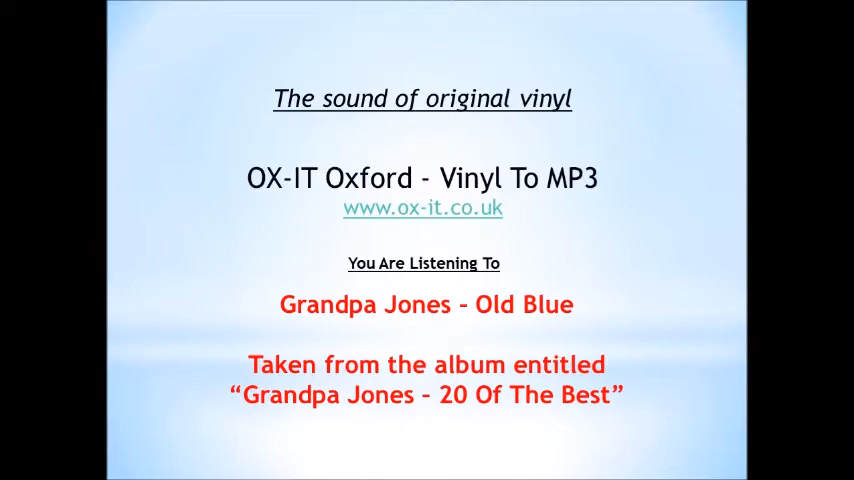 The sound of original vinyl
OX-IT Oxford - Vinyl To MP3
www.ox-it.co.uk
You Are Listening To
Grandpa Jones – Old Blue
Taken from the album entitled
“Grandpa Jones – 20 Of The Best”